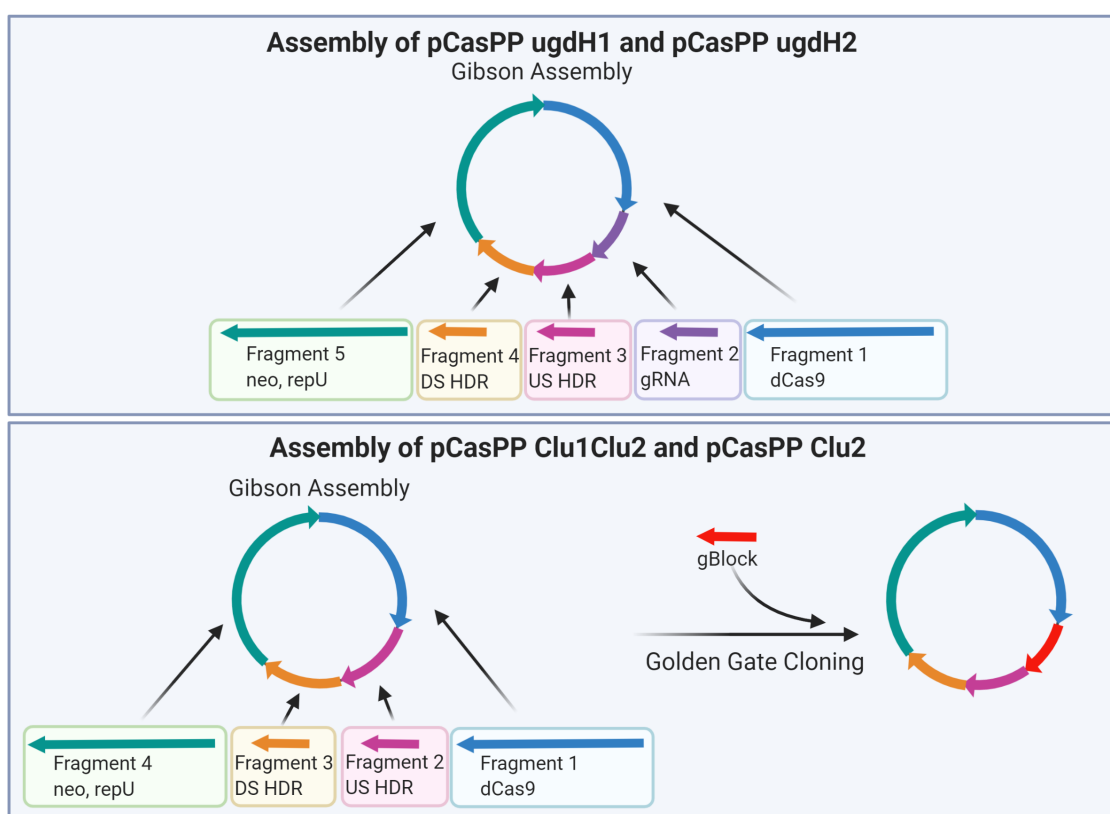 Assembly of pCasPP ugdH1 and pCasPP ugdH2
Gibson Assembly
Fragment 5
neo, repU
Fragment 4
DS HDR
Fragment 3
US HDR
Fragment 2
gRNA
Fragment 1
dCas9
Assembly of pCasPP Clu1Clu2 and pCasPP Clu2
Gibson Assembly
gBlock
Golden Gate Cloning
Fragment 4
neo, repU
Fragment 3
DS HDR
Fragment 2
US HDR
Fragment 1
dCas9